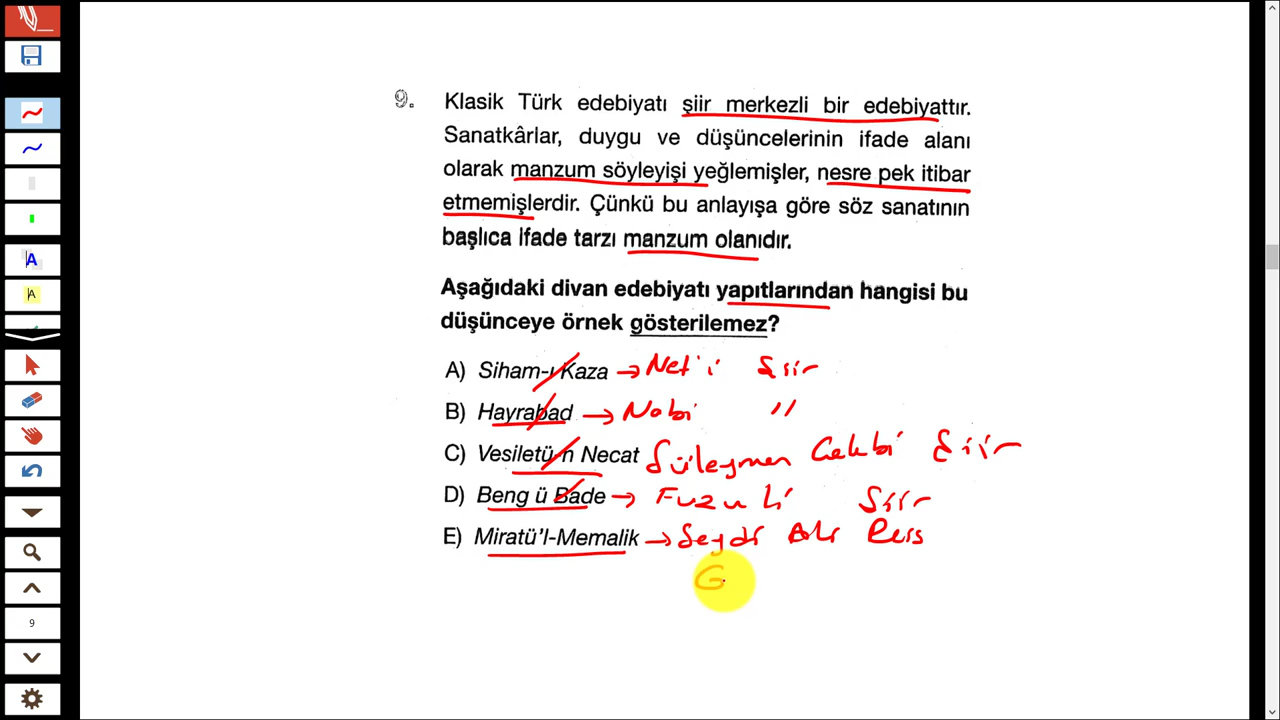 9. Klasik Türk edebiyatı şiir merkezli bir edebiyattır.
Sanatkârlar, duygu ve düşüncelerinin ifade alanı
olarak manzum söyleyişi yeğlemişler, nesre pek itibar
etmemişlerdir. Çünkü bu anlayışa göre söz sanatının
başlıca ifade tarzı manzum olanıdır.
Aşağıdaki divan edebiyatı yapıtlarından hangisi bu
düşünceye örnek gösterilemez?
A) Siham-ı Kaza → Nef'i Şiir
B) Hayrabad → Nabi "
C) Vesiletü'n Necat Süleyman Çelebi Şiir
D) Beng ü Bade → Fuzuli Şiir
E) Miratü'l-Memalik → Seydi Ali Reis
G
A
A
9